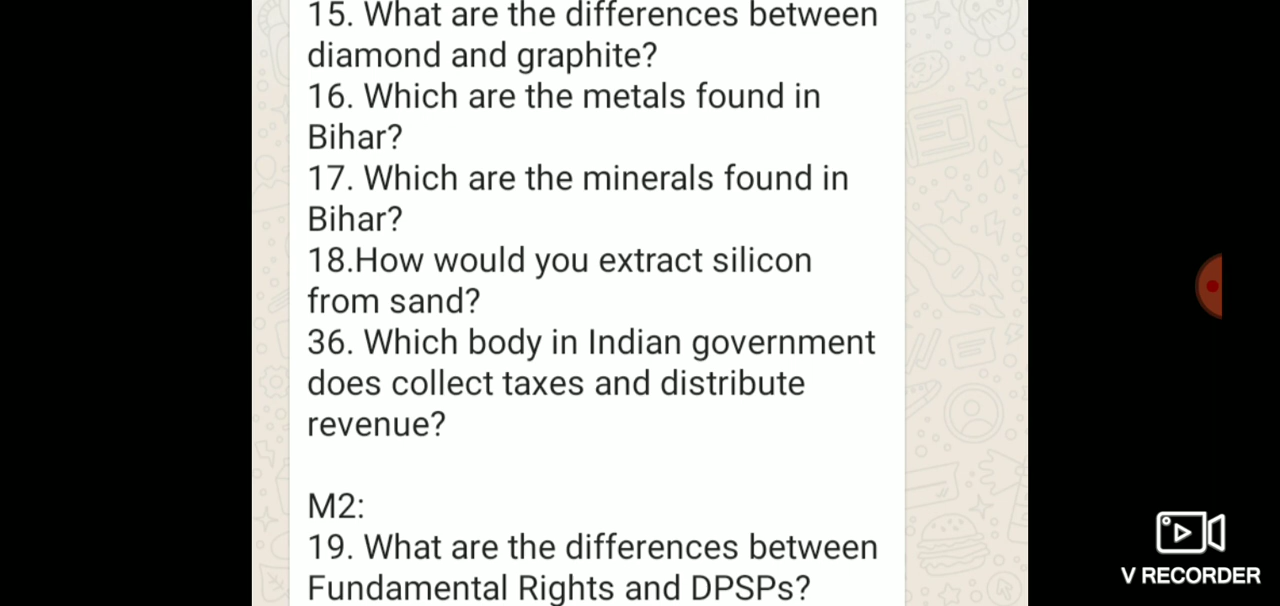 15. What are the differences between
diamond and graphite?
16. Which are the metals found in
Bihar?
17. Which are the minerals found in
Bihar?
18.How would you extract silicon
from sand?
36. Which body in Indian government
does collect taxes and distribute
revenue?
M2:
19. What are the differences between
Fundamental Rights and DPSPs?
V RECORDER